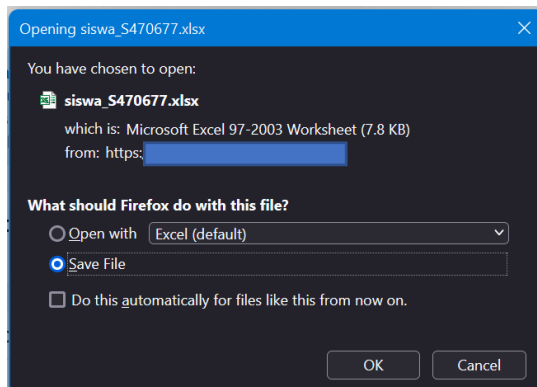 Opening siswa_S470677.xlsx
You have chosen to open:
siswa_S470677.xlsx
which is: Microsoft Excel 97-2003 Worksheet (7.8 KB)
from: https:
What should Firefox do with this file?
Open with Excel (default)
Save File
Do this automatically for files like this from now on.
OK Cancel